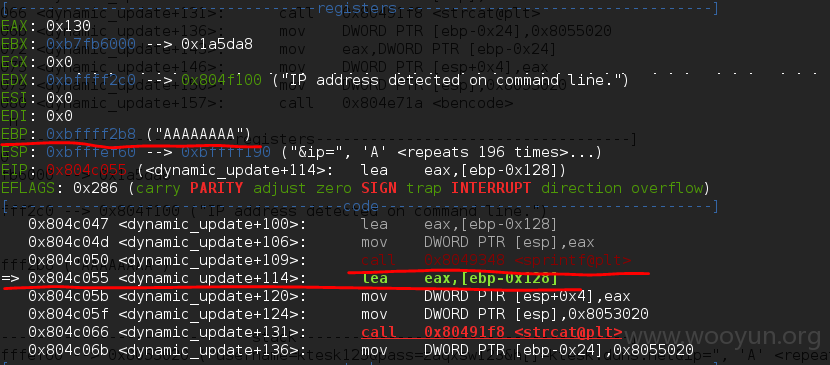 [----------------------------------registers-----------------------------------]
EAX: 0x130
EBX: 0xb7fb6000 --> 0x1a5da8
ECX: 0x0
EDX: 0xbffff2c0 --> 0x804f100 ("IP address detected on command line.")
ESI: 0x0
EDI: 0x0
EBP: 0xbffff2b8 ("AAAAAAAA")
ESP: 0xbfffef60 --> 0xbffff190 ("&ip=", 'A' <repeats 196 times>...)
EIP: 0x804c055 (<dynamic_update+114>: lea eax,[ebp-0x128])
EFLAGS: 0x286 (carry PARITY adjust zero SIGN trap INTERRUPT direction overflow)
[-------------------------------------code-------------------------------------]
0x804c047 <dynamic_update+100>: lea eax,[ebp-0x128]
0x804c04d <dynamic_update+106>: mov DWORD PTR [esp],eax
0x804c050 <dynamic_update+109>: call 0x80492f8 <sprintf@plt>
=> 0x804c055 <dynamic_update+114>: lea eax,[ebp-0x128]
0x804c05b <dynamic_update+120>: mov DWORD PTR [esp+0x4],eax
0x804c05f <dynamic_update+124>: mov DWORD PTR [esp],0x8053020
0x804c066 <dynamic_update+131>: call 0x80491f8 <strcat@plt>
0x804c06b <dynamic_update+136>: mov DWORD PTR [ebp-0x24],0x8055020
www.wooyun.org